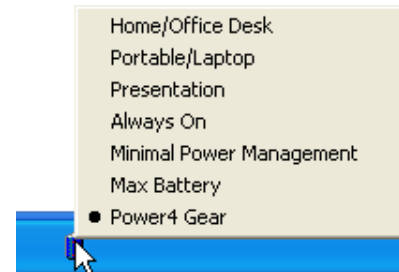 Home/Office Desk
Portable/Laptop
Presentation
Always On
Minimal Power Management
Max Battery
Power4 Gear